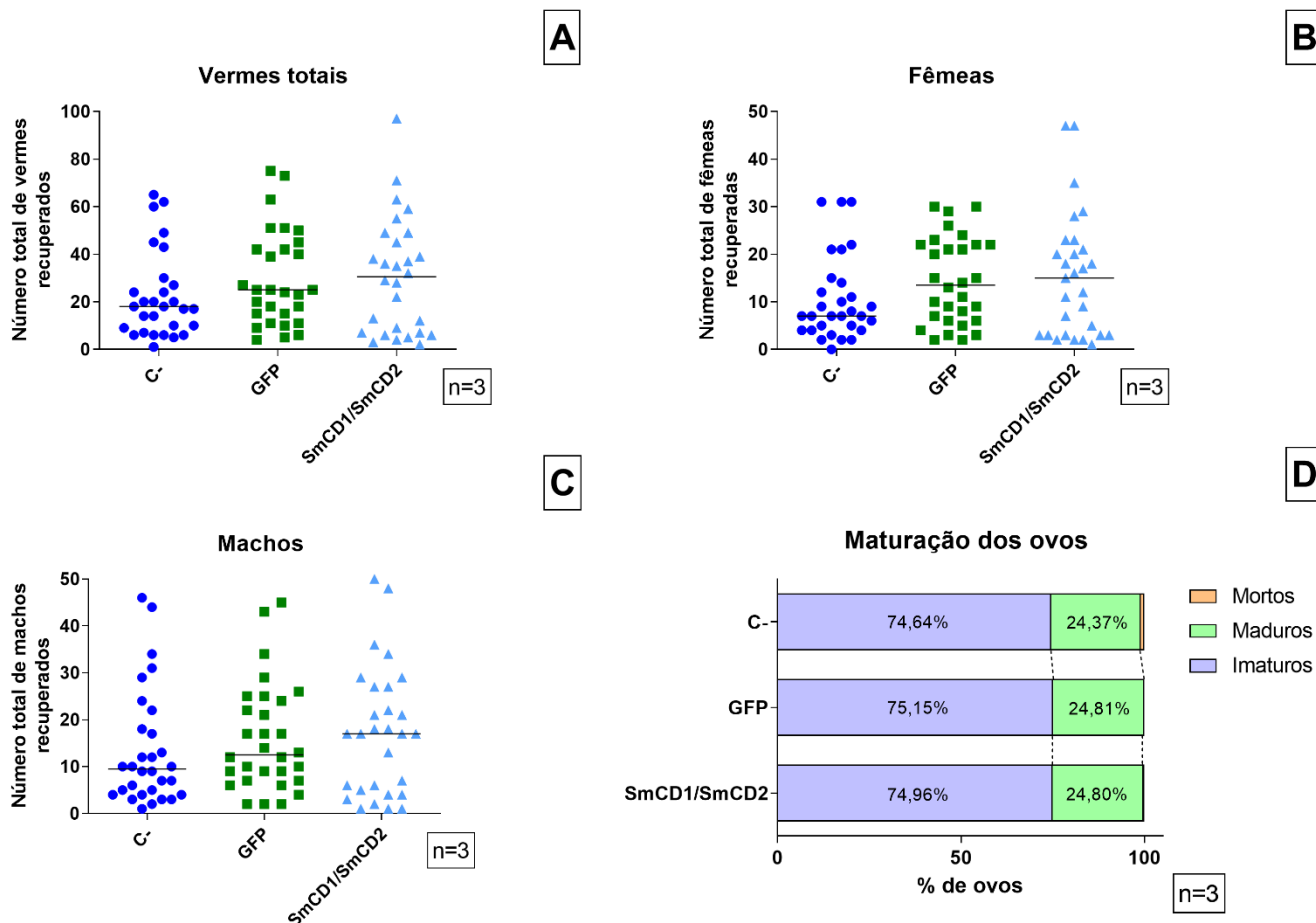 A
Vermes totais
Número total de vermes
recuperados
100
80
60
40
20
0
C-
GFP
SmCD1/SmCD2
n=3
B
Fêmeas
Número total de fêmeas
recuperadas
50
40
30
20
10
0
C-
GFP
SmCD1/SmCD2
n=3
C
Machos
Número total de machos
recuperados
50
40
30
20
10
0
C-
GFP
SmCD1/SmCD2
n=3
D
Maturação dos ovos
C-
74,64%
24,37%
GFP
75,15%
24,81%
SmCD1/SmCD2
74,96%
24,80%
0
50
100
% de ovos
Mortos
Maduros
Imaturos
n=3